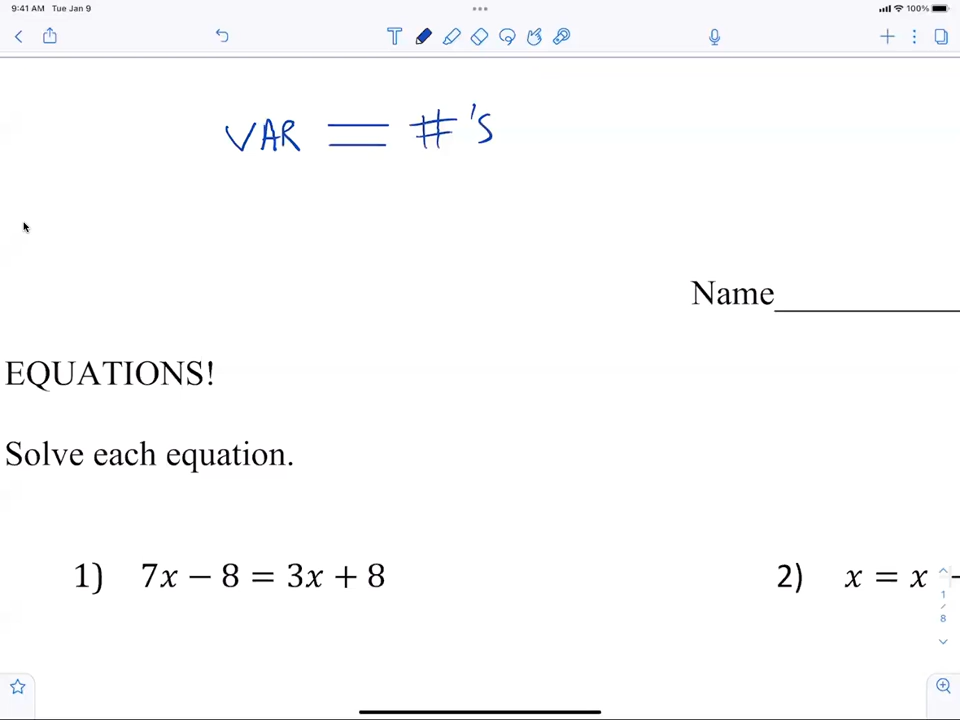 9:41 AM Tue Jan 9
100%
VAR = #'s
Name
EQUATIONS!
Solve each equation.
1) 7x − 8 = 3x + 8
2) x = x
1
/
8